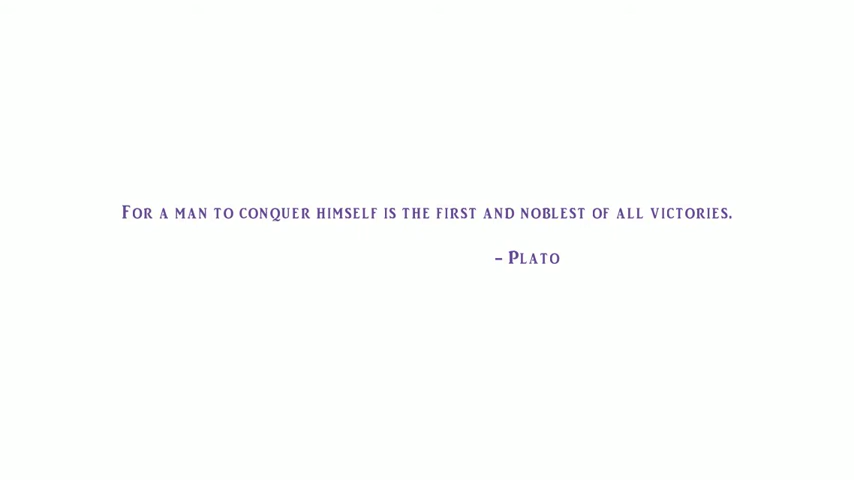 For a man to conquer himself is the first and noblest of all victories.
– Plato